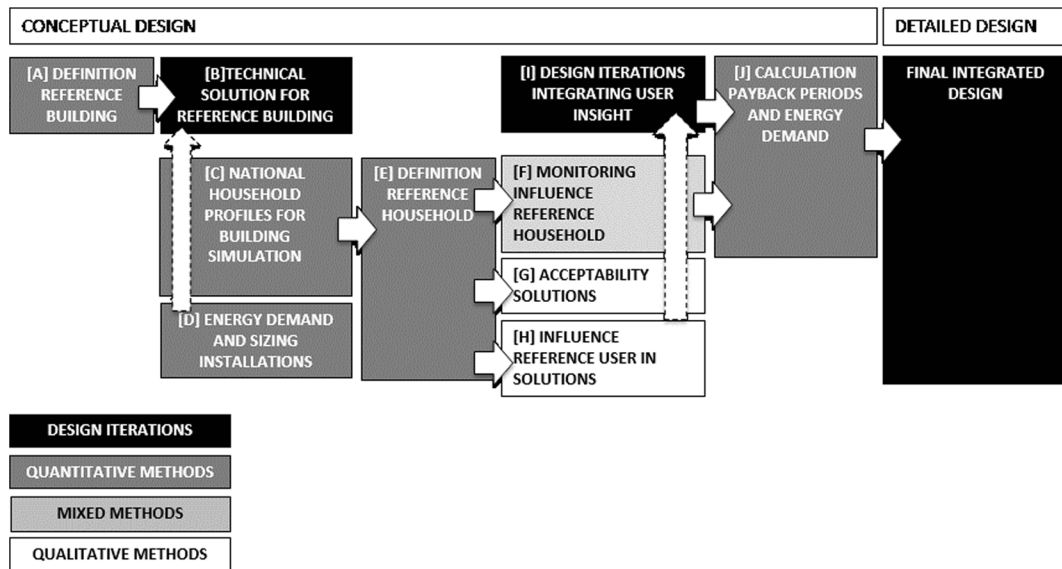 CONCEPTUAL DESIGN
DETAILED DESIGN
[A] DEFINITION
REFERENCE
BUILDING
[B]TECHNICAL
SOLUTION FOR
REFERENCE BUILDING
[I] DESIGN ITERATIONS
INTEGRATING USER
INSIGHT
[J] CALCULATION
PAYBACK PERIODS
AND ENERGY
DEMAND
FINAL INTEGRATED
DESIGN
[C] NATIONAL
HOUSEHOLD
PROFILES FOR
BUILDING
SIMULATION
[E] DEFINITION
REFERENCE
HOUSEHOLD
[F] MONITORING
INFLUENCE
REFERENCE
HOUSEHOLD
[G] ACCEPTABILITY
SOLUTIONS
[D] ENERGY DEMAND
AND SIZING
INSTALLATIONS
[H] INFLUENCE
REFERENCE USER IN
SOLUTIONS
DESIGN ITERATIONS
QUANTITATIVE METHODS
MIXED METHODS
QUALITATIVE METHODS